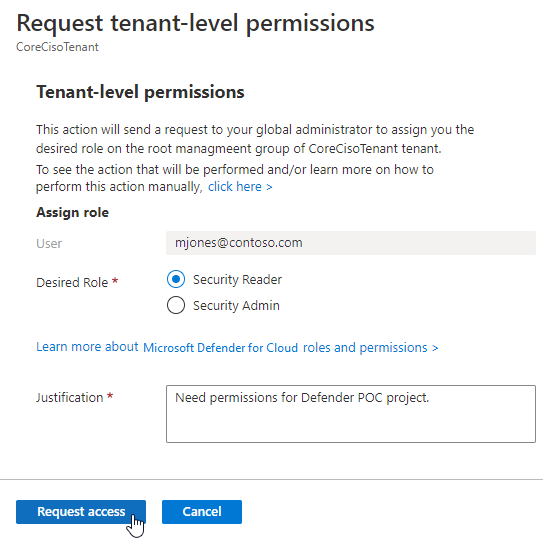 Request tenant-level permissions
CoreCisoTenant
Tenant-level permissions
This action will send a request to your global administrator to assign you the
desired role on the root managmeent group of CoreCisoTenant tenant.
To see the action that will be performed and/or learn more on how to
perform this action manually, click here >
Assign role
User
mjones@contoso.com
Desired Role *
Security Reader
Security Admin
Learn more about Microsoft Defender for Cloud roles and permissions >
Justification *
Need permissions for Defender POC project.
Request access
Cancel